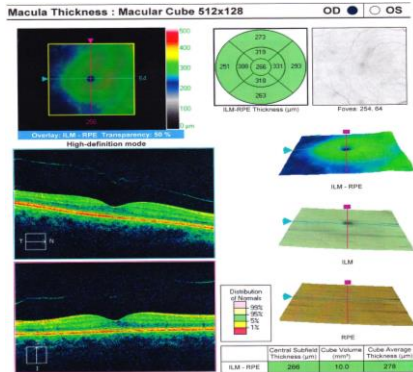 Macula Thickness : Macular Cube 512x128
OD OS
500
400
300
200
100
0 µm
64
266
Overlay: ILM - RPE Transparency: 50 %
273
319
251 300 266 331 293
318
263
ILM-RPE Thickness (µm)
Fovea: 254, 64
High-definition mode
T N
ILM - RPE
ILM
RPE
Distribution
of Normals
99%
95%
5%
1%
Central Subfield
Thickness (µm)
Cube Volume
(mm³)
Cube Average
Thickness (µm)
ILM - RPE 266 10.0 278